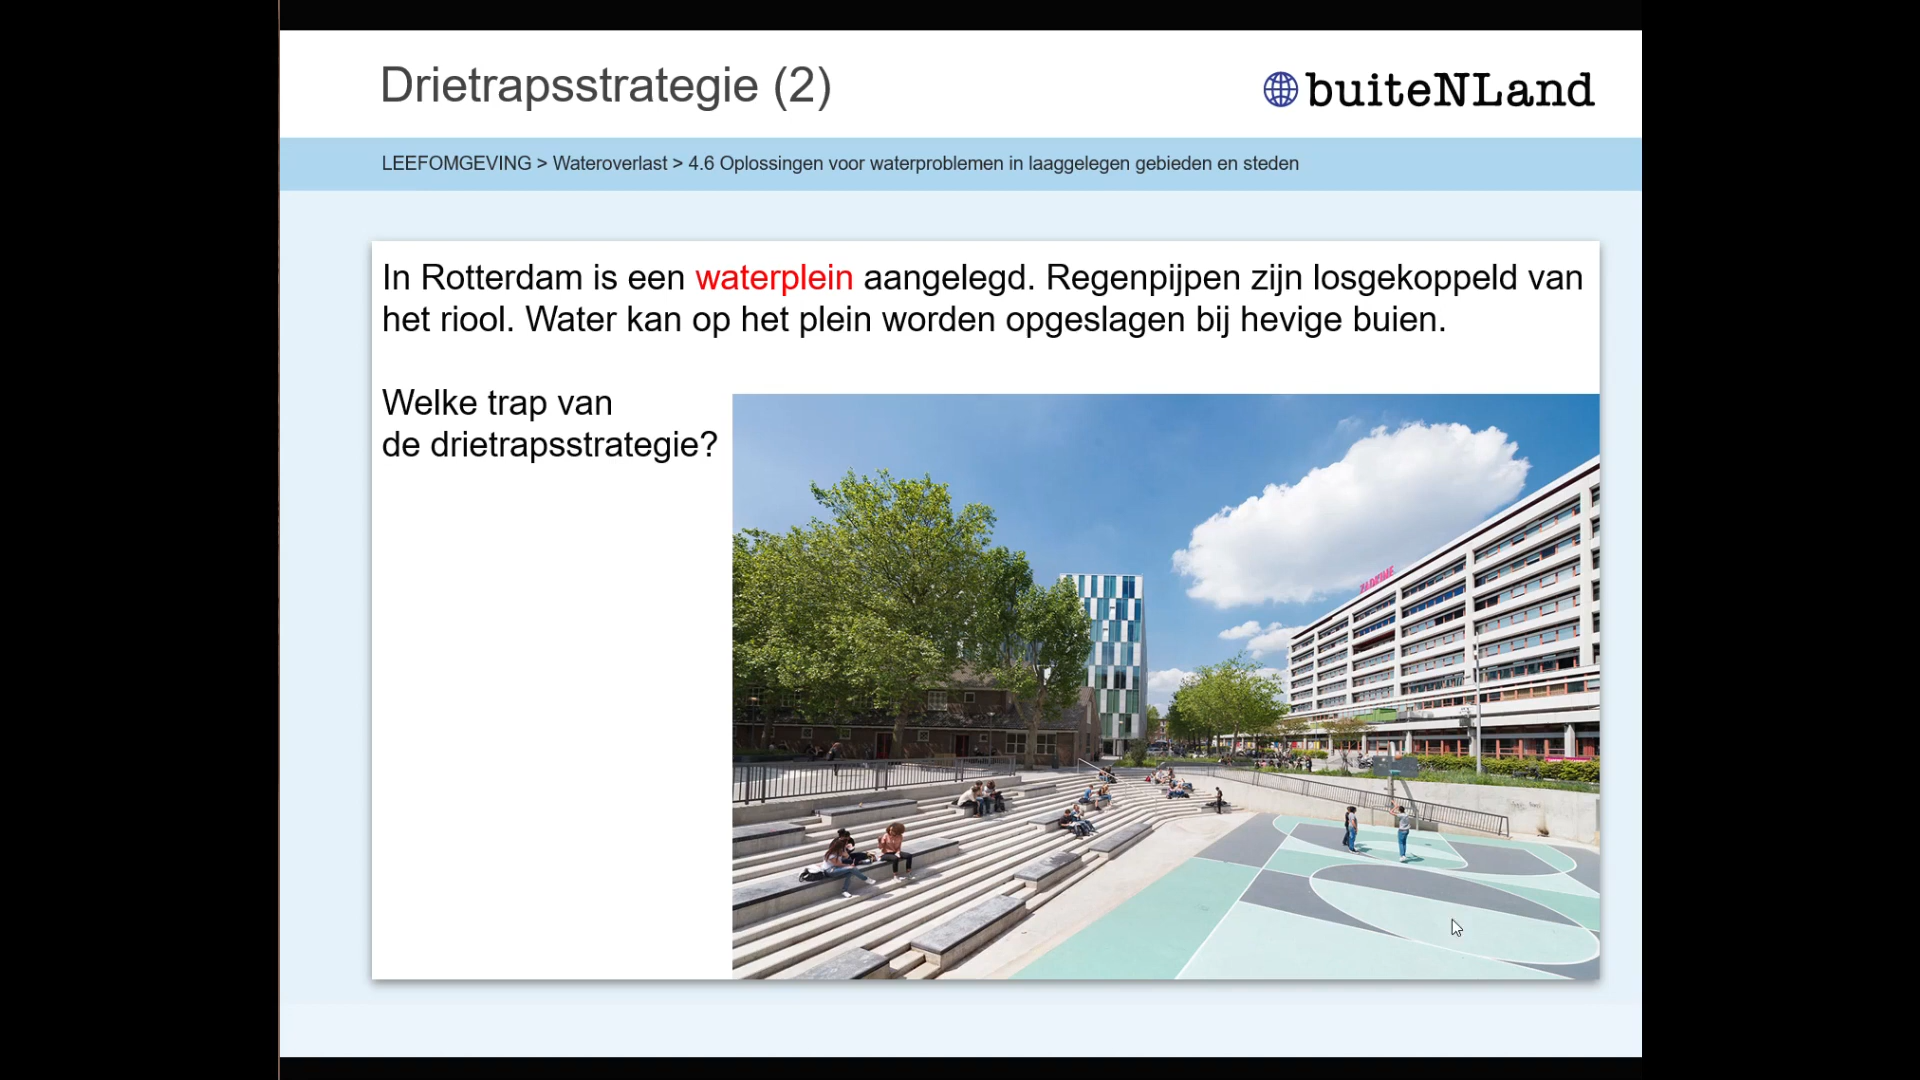 Drietrapsstrategie (2)
buiteNLand
LEEFOMGEVING > Wateroverlast > 4.6 Oplossingen voor waterproblemen in laaggelegen gebieden en steden
In Rotterdam is een waterplein aangelegd. Regenpijpen zijn losgekoppeld van
het riool. Water kan op het plein worden opgeslagen bij hevige buien.
Welke trap van
de drietrapsstrategie?
ZADKINE